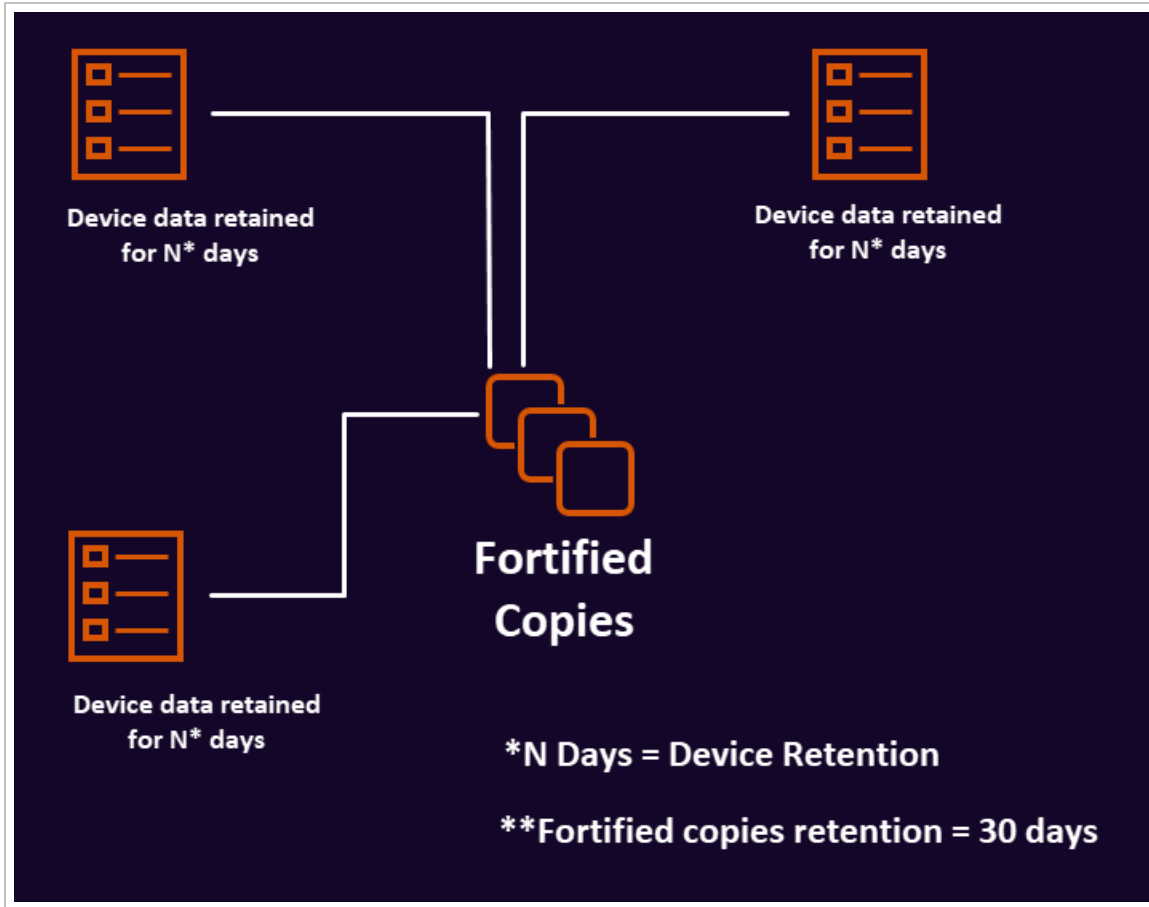 Device data retained
for N* days
Device data retained
for N* days
Fortified
Copies
Device data retained
for N* days
*N Days = Device Retention
**Fortified copies retention = 30 days